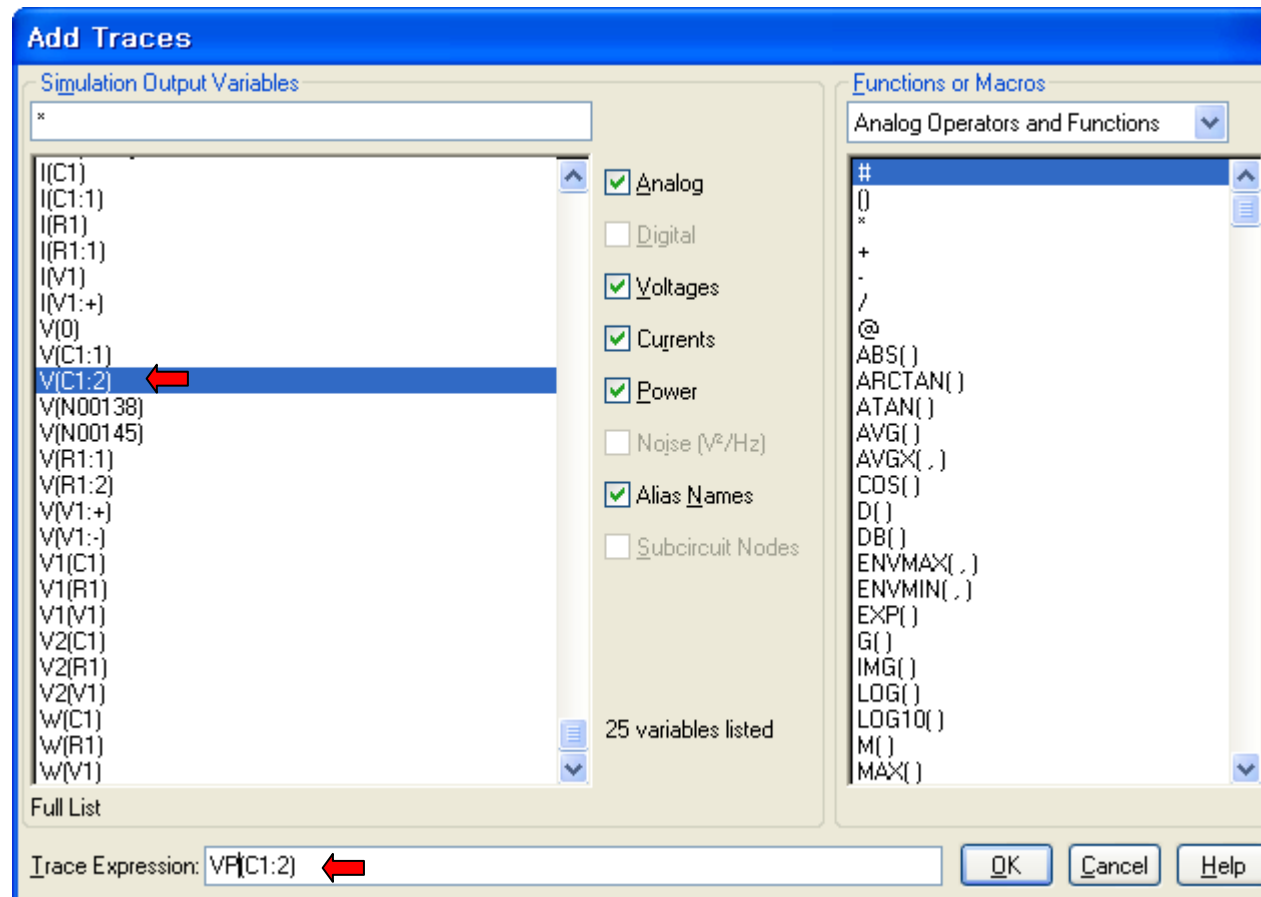 Add Traces
Simulation Output Variables
*
I(C1)
I(C1:1)
I(R1)
I(R1:1)
I(V1)
I(V1:+)
V(0)
V(C1:1)
V(C1:2)
V(N00138)
V(N00145)
V(R1:1)
V(R1:2)
V(V1:+)
V(V1:-)
V1(C1)
V1(R1)
V1(V1)
V2(C1)
V2(R1)
V2(V1)
W(C1)
W(R1)
W(V1)
Full List
Analog
Digital
Voltages
Currents
Power
Noise (V²/Hz)
Alias Names
Subcircuit Nodes
25 variables listed
Functions or Macros
Analog Operators and Functions
#
()
*
+
-
/
@
ABS( )
ARCTAN( )
ATAN( )
AVG( )
AVGX( , )
COS( )
D( )
DB( )
ENVMAX( , )
ENVMIN( , )
EXP( )
G( )
IMG( )
LOG( )
LOG10( )
M( )
MAX( )
Trace Expression: VP(C1:2)
OK Cancel Help